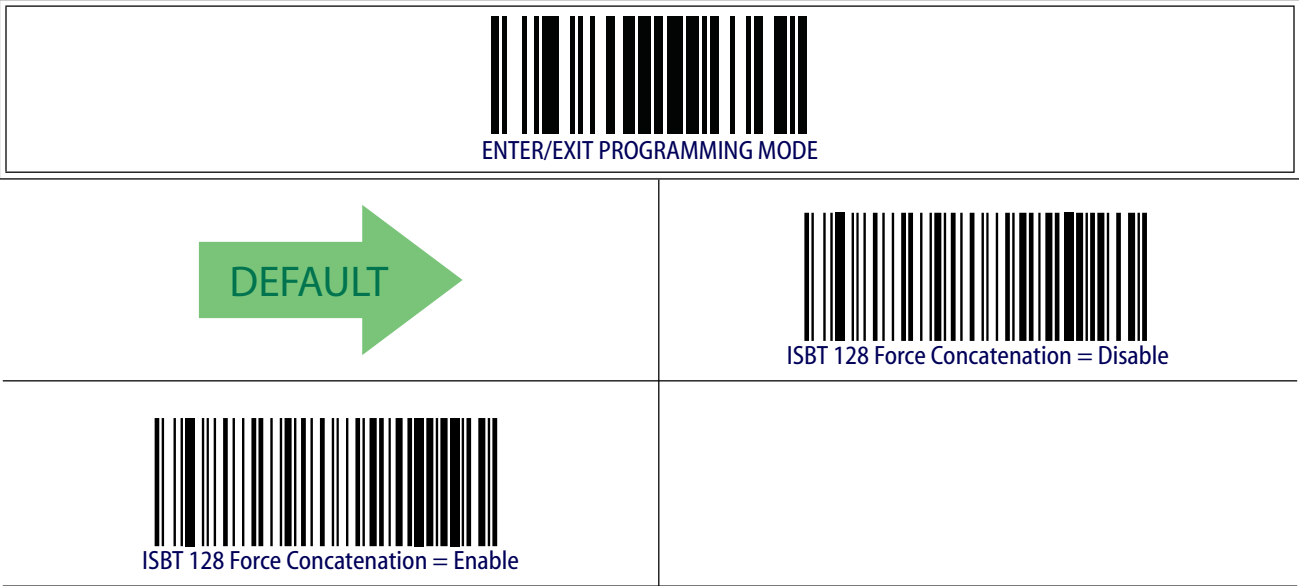 ENTER/EXIT PROGRAMMING MODE
DEFAULT
ISBT 128 Force Concatenation = Disable
ISBT 128 Force Concatenation = Enable